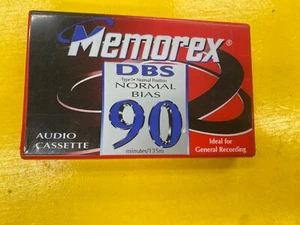 Memorex®
DBS
Type I • Normal Position
NORMAL
BIAS
90
minutes/135m
AUDIO
CASSETTE
Ideal for
General Recording